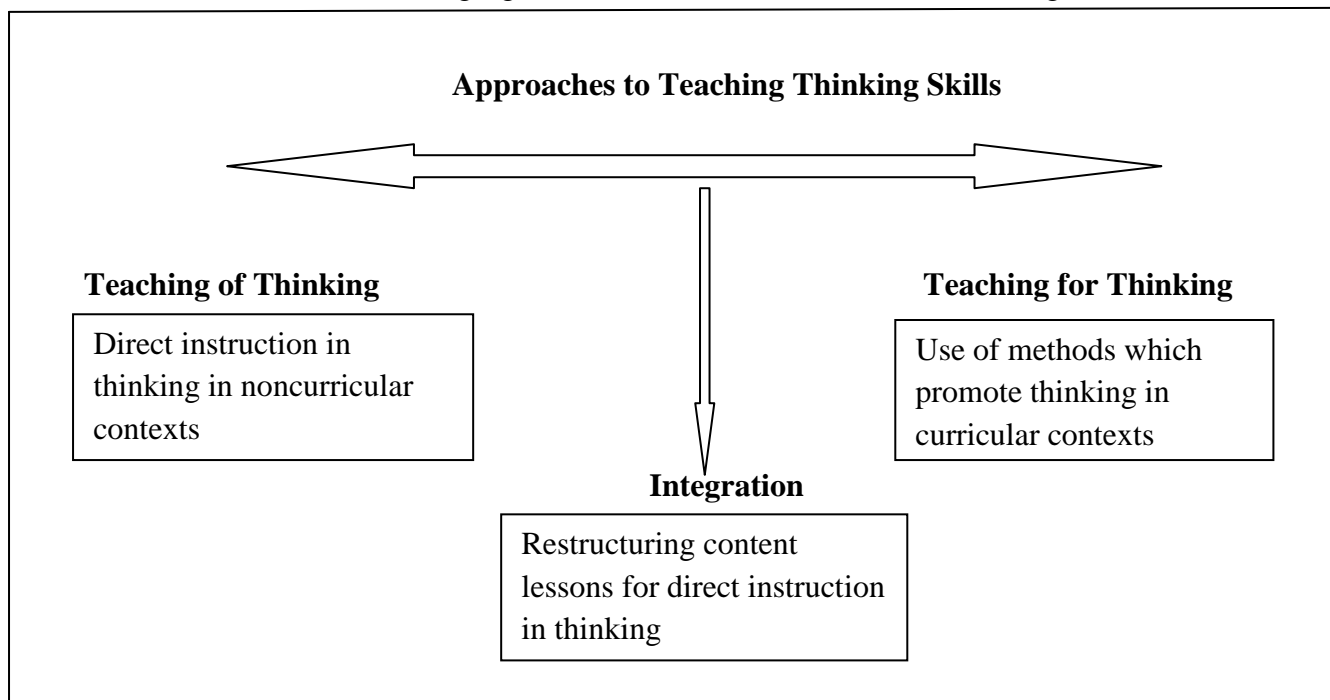 Approaches to Teaching Thinking Skills
Teaching of Thinking
Direct instruction in
thinking in noncurricular
contexts
Teaching for Thinking
Use of methods which
promote thinking in
curricular contexts
Integration
Restructuring content
lessons for direct instruction
in thinking